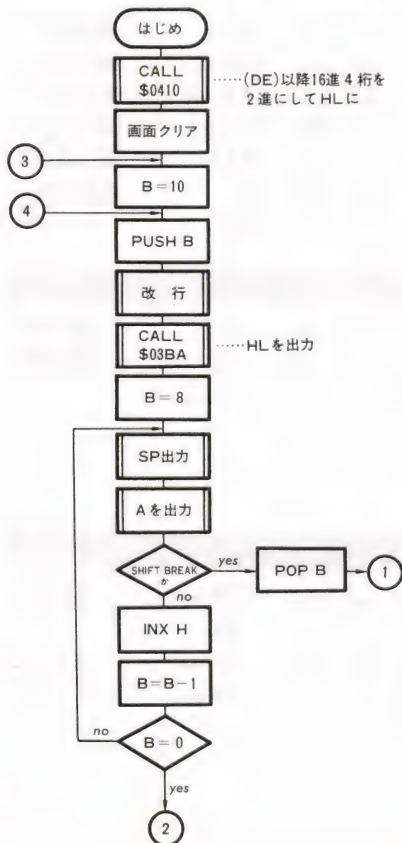 はじめ
CALL
$0410
……(DE)以降16進4桁を
2進にしてHLに
画面クリア
3
B=10
4
PUSH B
改 行
CALL
$03BA
……HLを出力
B=8
SP出力
Aを出力
SHIFT BREAK
か
yes
POP B
1
no
INX H
B=B-1
no
B=0
yes
2